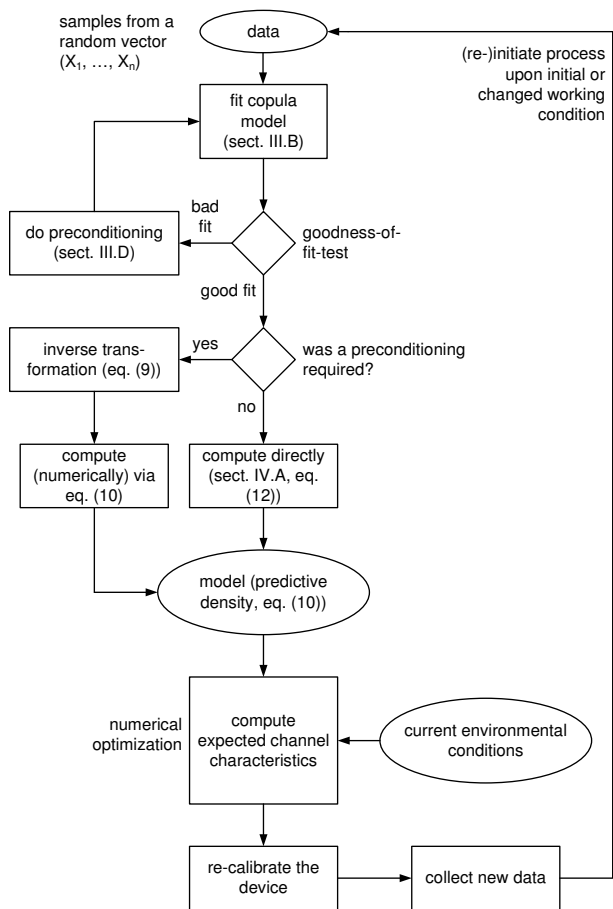 samples from a
random vector
(X1, …, Xn)
data
(re-)initiate process
upon initial or
changed working
condition
fit copula
model
(sect. III.B)
bad
fit
do preconditioning
(sect. III.D)
goodness-of-
fit-test
good fit
inverse trans-
formation (eq. (9))
yes
was a preconditioning
required?
no
compute
(numerically) via
eq. (10)
compute directly
(sect. IV.A, eq.
(12))
model (predictive
density, eq. (10))
numerical
optimization
compute
expected channel
characteristics
current environmental
conditions
re-calibrate the
device
collect new data